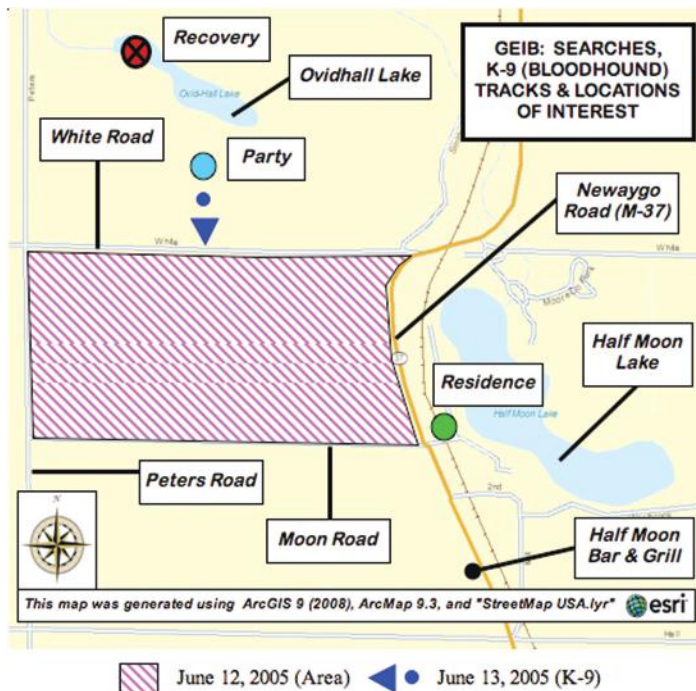 Recovery
GEIB: SEARCHES,
K-9 (BLOODHOUND)
TRACKS & LOCATIONS
OF INTEREST
Ovidhall Lake
Ovid-Hall Lake
Peters
White Road
Party
Newaygo
Road (M-37)
White
White
Half Moon
Lake
Residence
Half Moon Lake
Peters Road
2nd
Moon Road
Half Moon
Bar & Grill
N
This map was generated using ArcGIS 9 (2008), ArcMap 9.3, and "StreetMap USA.lyr"
esri
Hall
June 12, 2005 (Area)
June 13, 2005 (K-9)